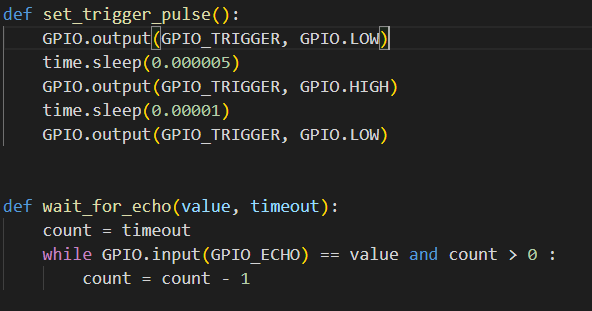 def set_trigger_pulse():
    GPIO.output(GPIO_TRIGGER, GPIO.LOW)
    time.sleep(0.000005)
    GPIO.output(GPIO_TRIGGER, GPIO.HIGH)
    time.sleep(0.00001)
    GPIO.output(GPIO_TRIGGER, GPIO.LOW)
def wait_for_echo(value, timeout):
    count = timeout
    while GPIO.input(GPIO_ECHO) == value and count > 0 :
        count = count - 1